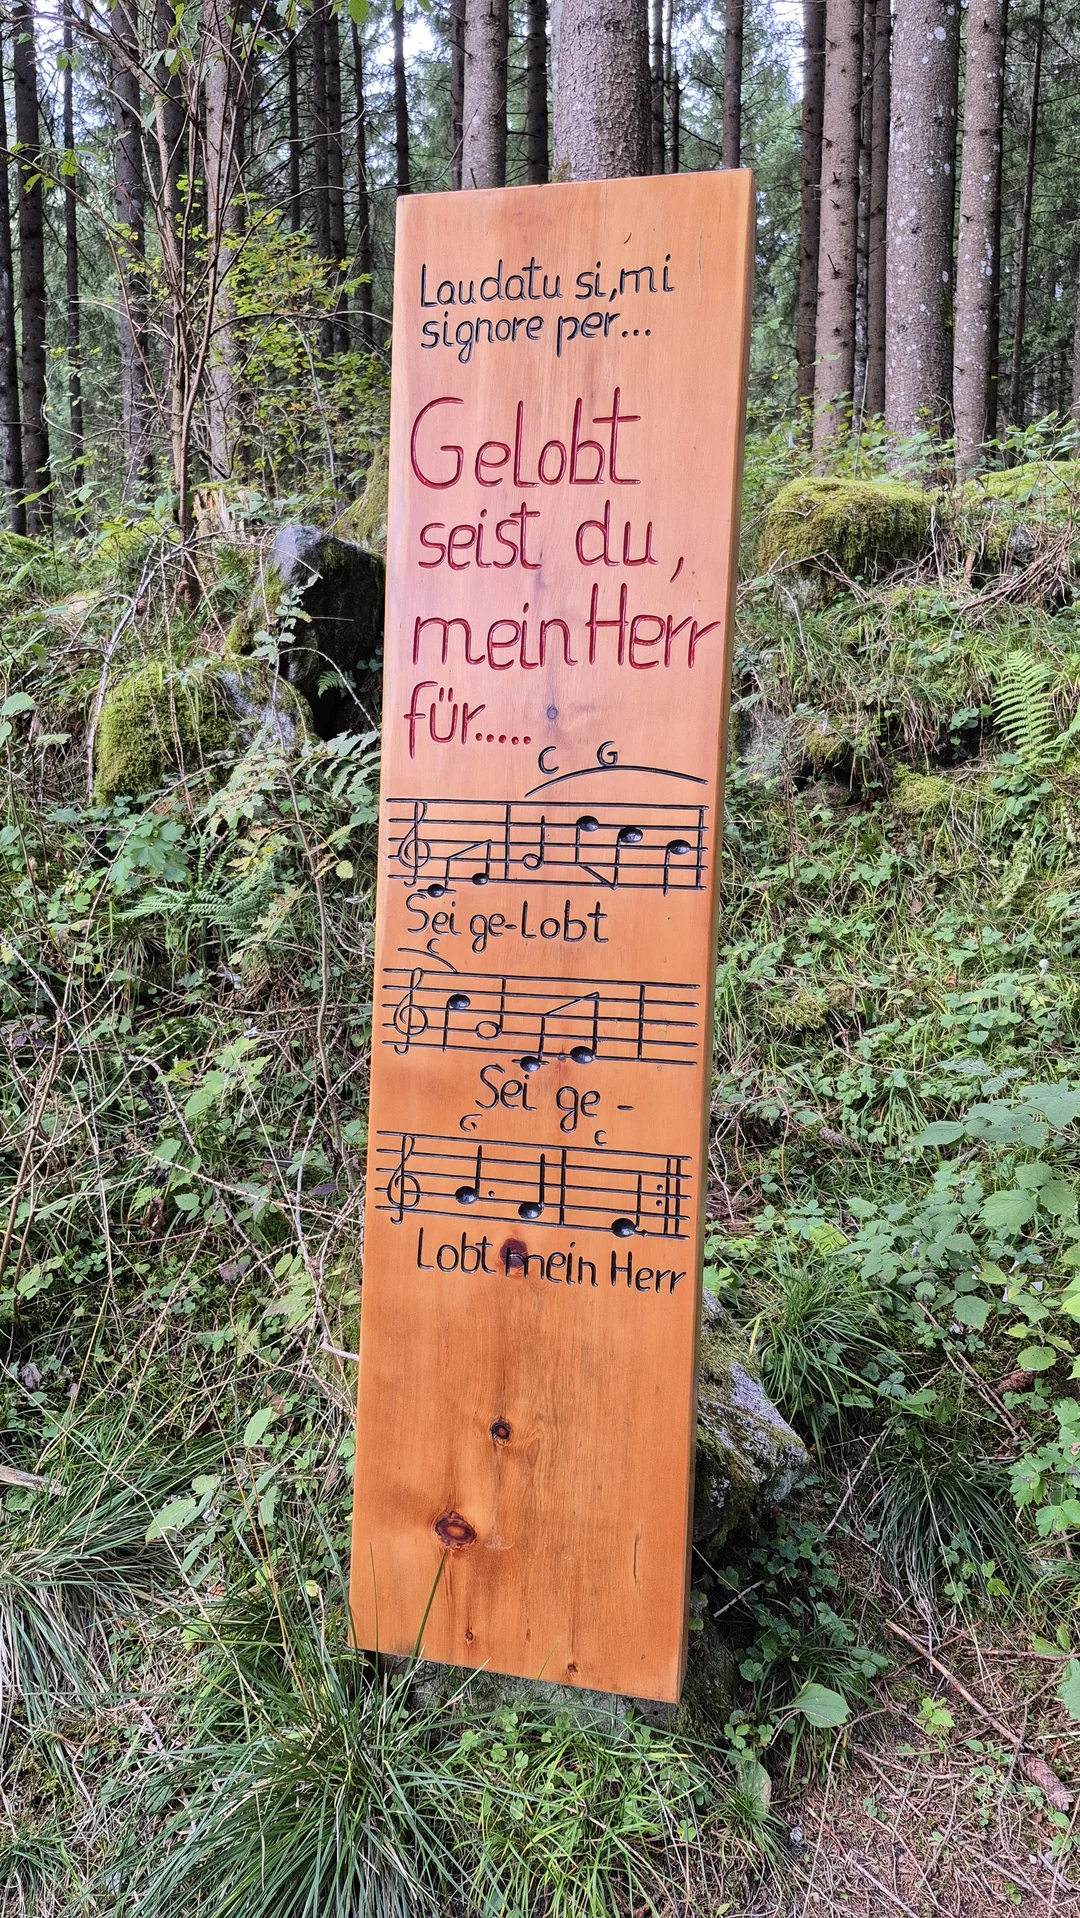 Laudatu si, mi
signore per...
Gelobt
seist du,
mein Herr
für.....
C G
Sei ge-Lobt
C
Sei ge-
G C
Lobt mein Herr